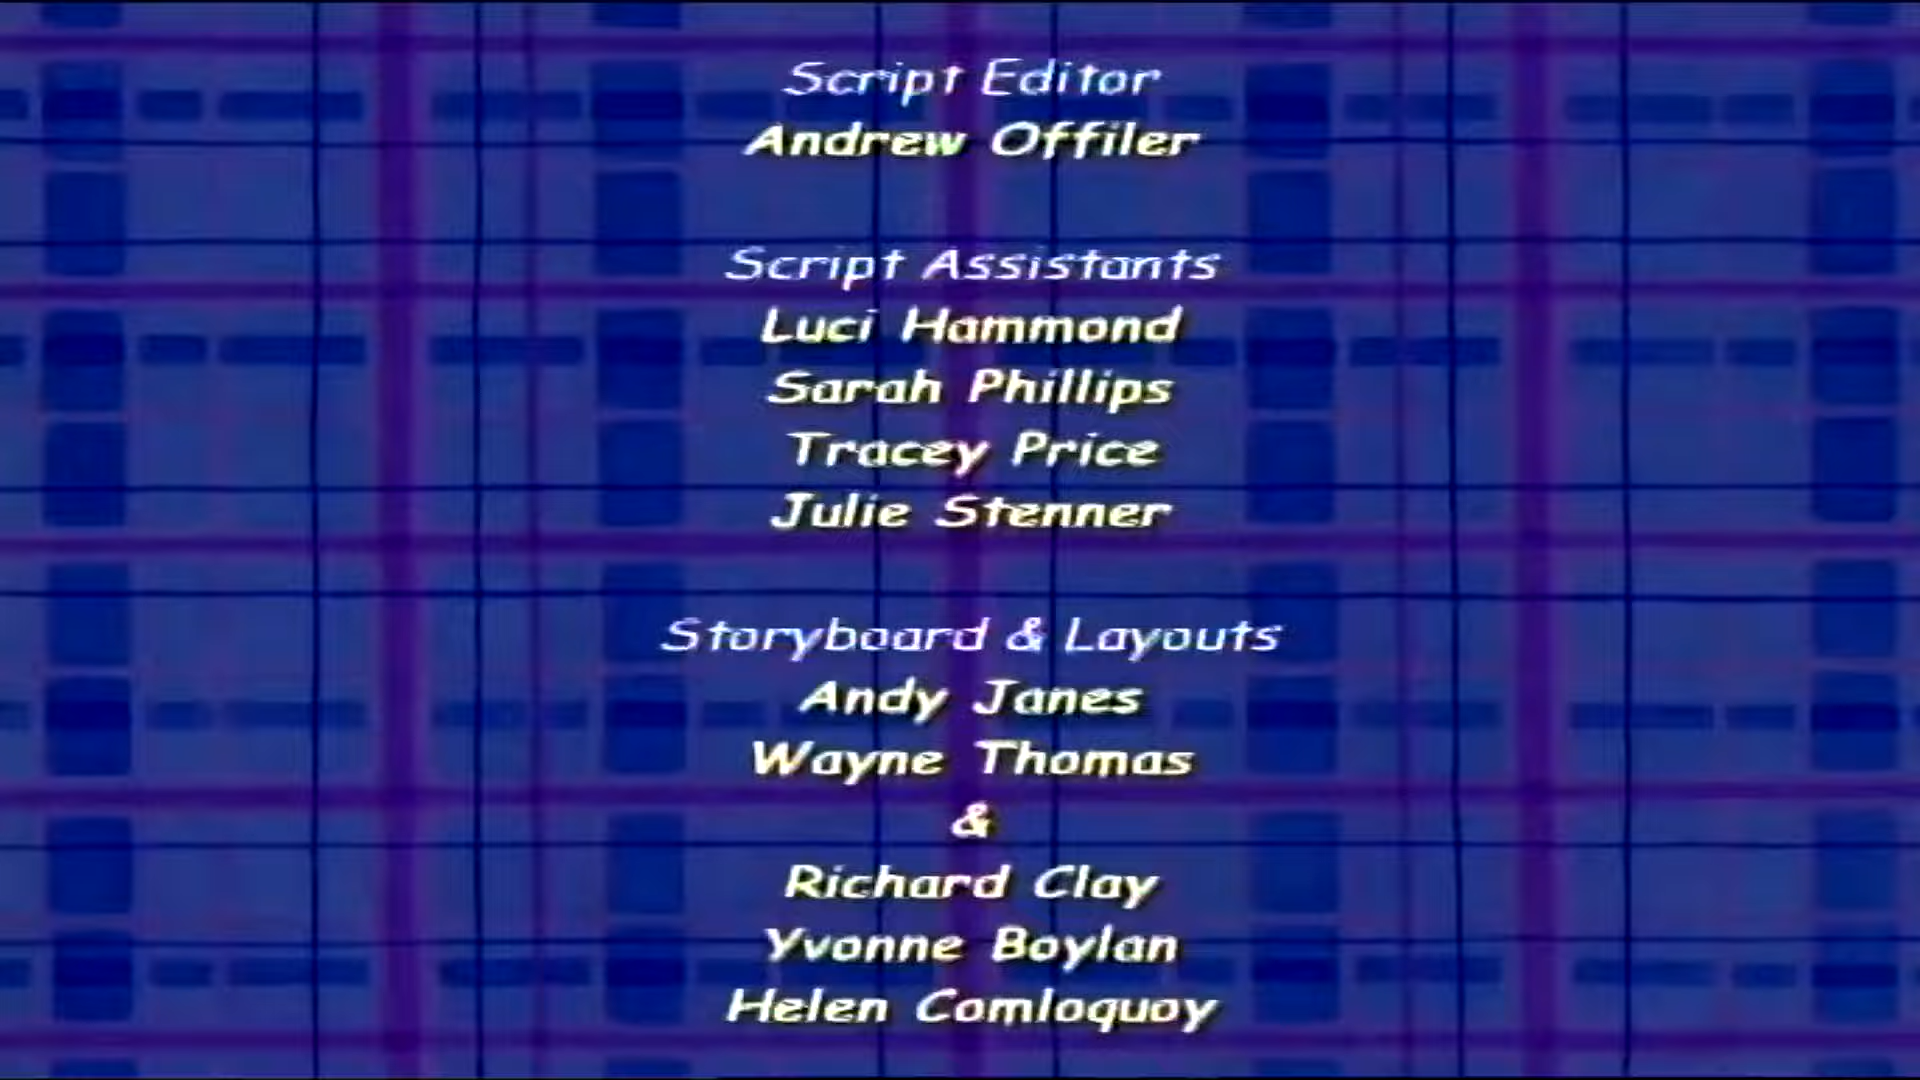 Script Editor
Andrew Offiler
Script Assistants
Luci Hammond
Sarah Phillips
Tracey Price
Julie Stenner
Storyboard & Layouts
Andy Janes
Wayne Thomas
&
Richard Clay
Yvonne Boylan
Helen Comloquoy